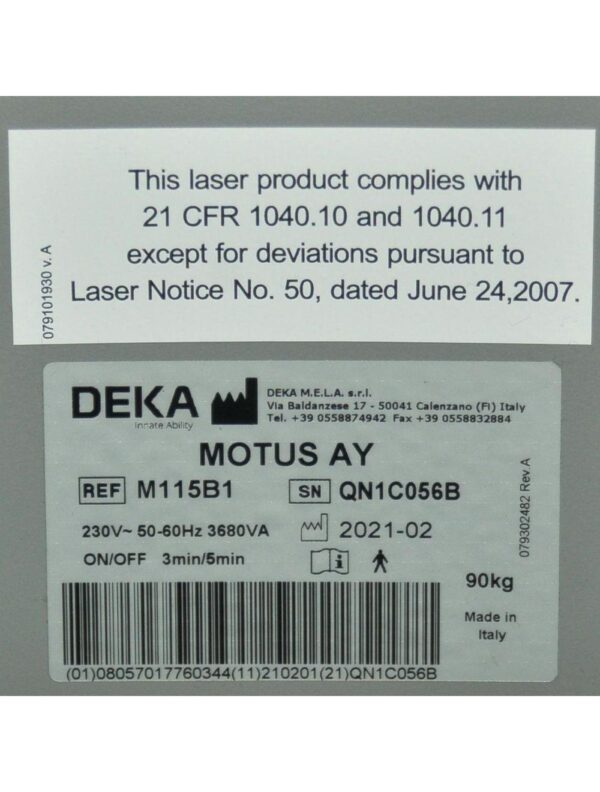 This laser product complies with
21 CFR 1040.10 and 1040.11
except for deviations pursuant to
Laser Notice No. 50, dated June 24,2007.
079101930 v. A
DEKA
Innate Ability
DEKA M.E.L.A. s.r.l.
Via Baldanzese 17 - 50041 Calenzano (FI) Italy
Tel. +39 0558874942 Fax +39 0558832884
MOTUS AY
REF M115B1 SN QN1C056B
230V~ 50-60Hz 3680VA 2021-02
ON/OFF 3min/5min
079302482 Rev.A
90kg
Made in
Italy
(01)08057017760344(11)210201(21)QN1C056B